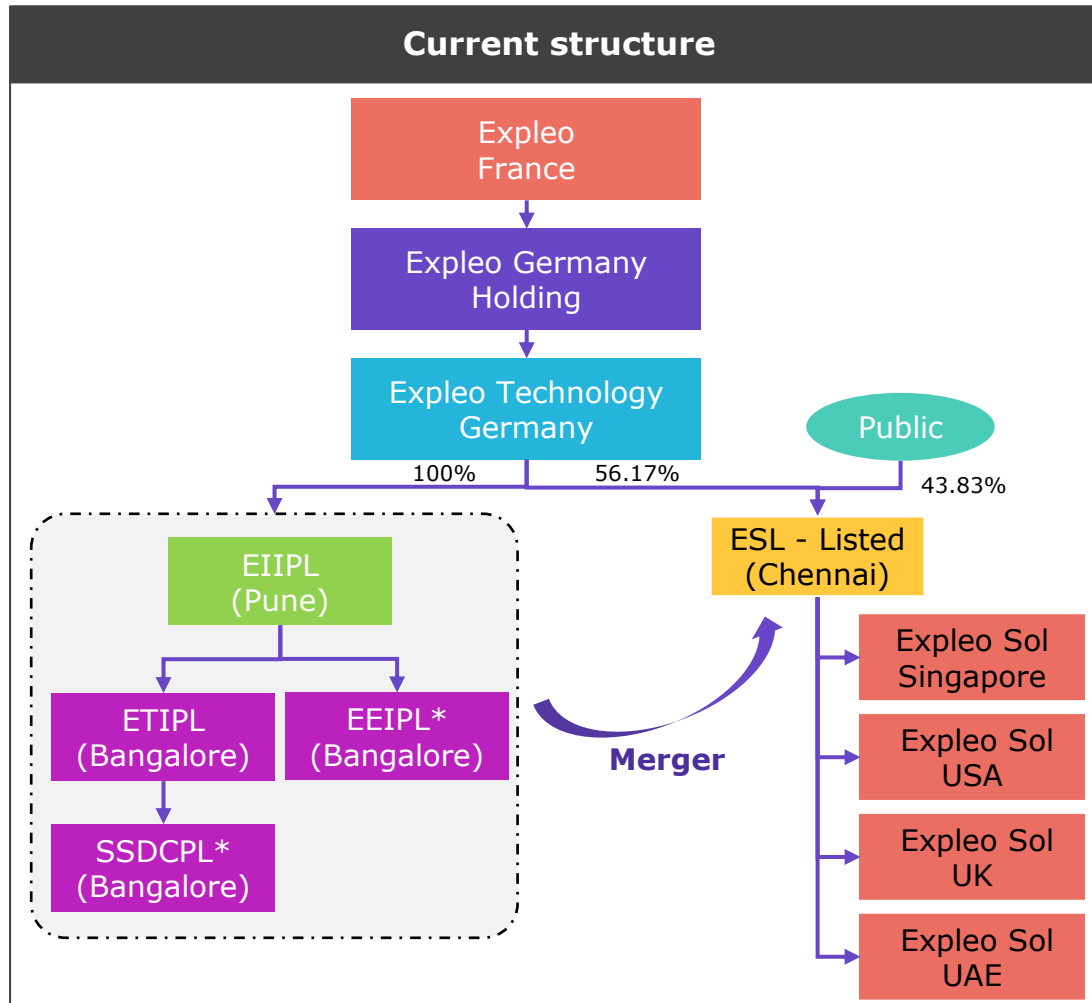 Current structure
Expleo
France
Expleo Germany
Holding
Expleo Technology
Germany
Public
100%
56.17%
43.83%
EIIPL
(Pune)
ESL - Listed
(Chennai)
ETIPL
(Bangalore)
EEIPL*
(Bangalore)
SSDCPL*
(Bangalore)
Merger
Expleo Sol
Singapore
Expleo Sol
USA
Expleo Sol
UK
Expleo Sol
UAE